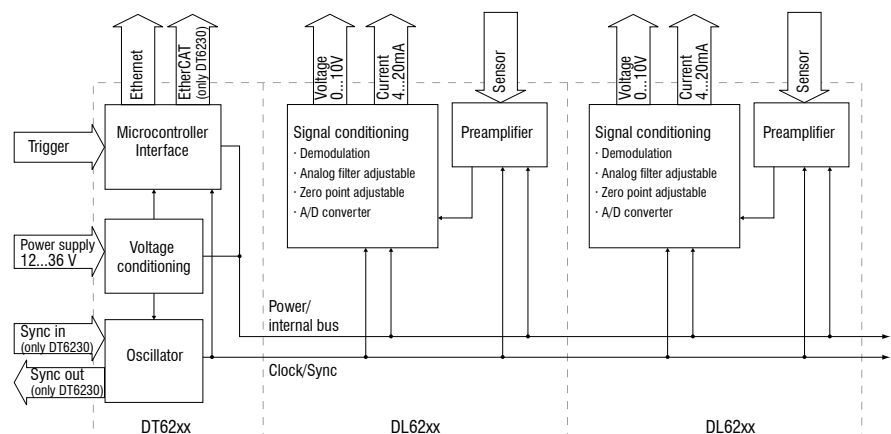 Ethernet
EtherCAT
(only DT6230)
Voltage
0...10V
Current
4...20mA
Sensor
Voltage
0...10V
Current
4...20mA
Sensor
Trigger
Microcontroller
Interface
Signal conditioning
· Demodulation
· Analog filter adjustable
· Zero point adjustable
· A/D converter
Preamplifier
Signal conditioning
· Demodulation
· Analog filter adjustable
· Zero point adjustable
· A/D converter
Preamplifier
Power supply
12...36 V
Voltage
conditioning
Power/
internal bus
Sync in
(only DT6230)
Oscillator
Sync out
(only DT6230)
Clock/Sync
DT62xx
DL62xx
DL62xx